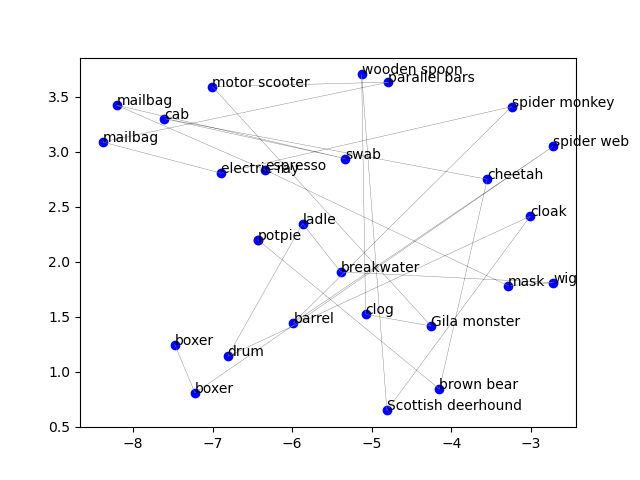 wooden spoon
parallel bars
motor scooter
mailbag
spider monkey
cab
mailbag
spider web
swab
espresso
electric ray
cheetah
cloak
ladle
potpie
breakwater
mask
wig
clog
barrel
Gila monster
boxer
drum
boxer
brown bear
Scottish deerhound
3.5
3.0
2.5
2.0
1.5
1.0
0.5
−8
−7
−6
−5
−4
−3